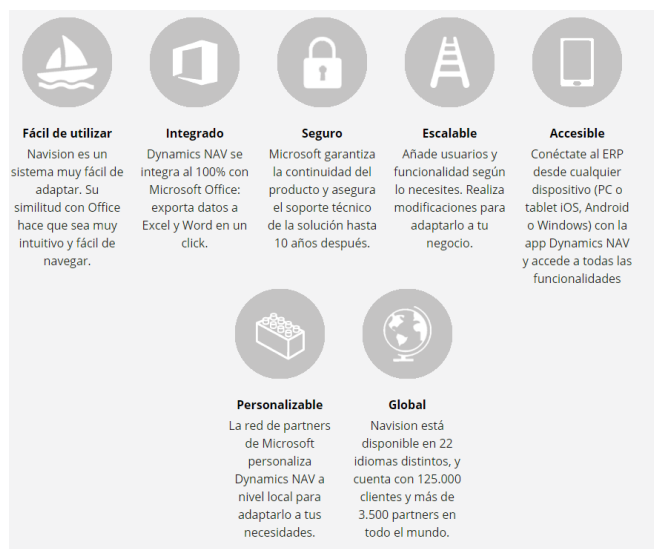 Fácil de utilizar
Navision es un
sistema muy fácil de
adaptar. Su
similitud con Office
hace que sea muy
intuitivo y fácil de
navegar.
Integrado
Dynamics NAV se
integra al 100% con
Microsoft Office:
exporta datos a
Excel y Word en un
click.
Seguro
Microsoft garantiza
la continuidad del
producto y asegura
el soporte técnico
de la solución hasta
10 años después.
Escalable
Añade usuarios y
funcionalidad según
lo necesites. Realiza
modificaciones para
adaptarlo a tu
negocio.
Accesible
Conéctate al ERP
desde cualquier
dispositivo (PC o
tablet iOS, Android
o Windows) con la
app Dynamics NAV
y accede a todas las
funcionalidades
Personalizable
La red de partners
de Microsoft
personaliza
Dynamics NAV a
nivel local para
adaptarlo a tus
necesidades.
Global
Navision está
disponible en 22
idiomas distintos, y
cuenta con 125.000
clientes y más de
3.500 partners en
todo el mundo.